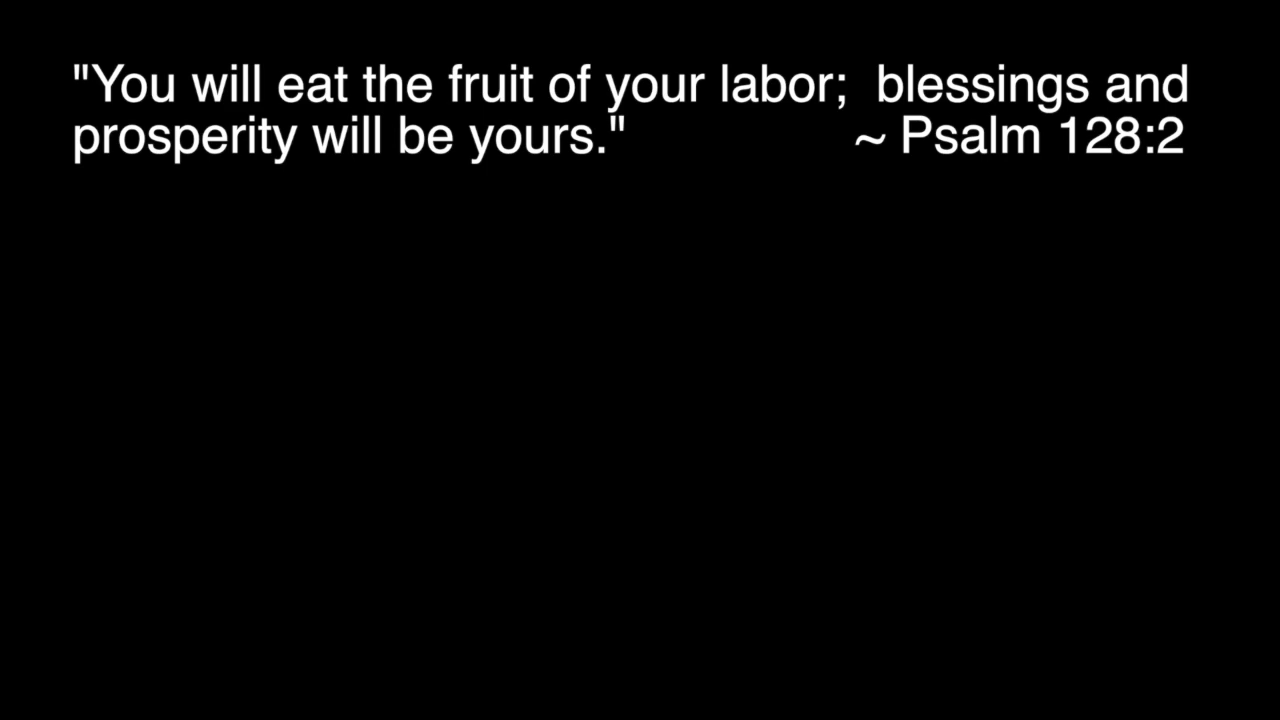 "You will eat the fruit of your labor;  blessings and
prosperity will be yours."                ~ Psalm 128:2